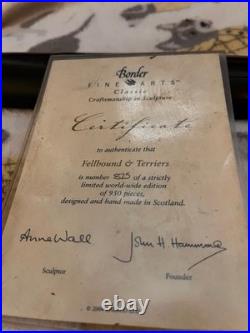 Border
FINE ARTS™
Classic
Craftsmanship in Sculpture
Certificate
to authenticate that
Fellhound & Terriers
is number 825 of a strictly
limited world-wide edition
of 950 pieces,
designed and hand made in Scotland.
Anne Wall John H Hammond
Sculptor Founder